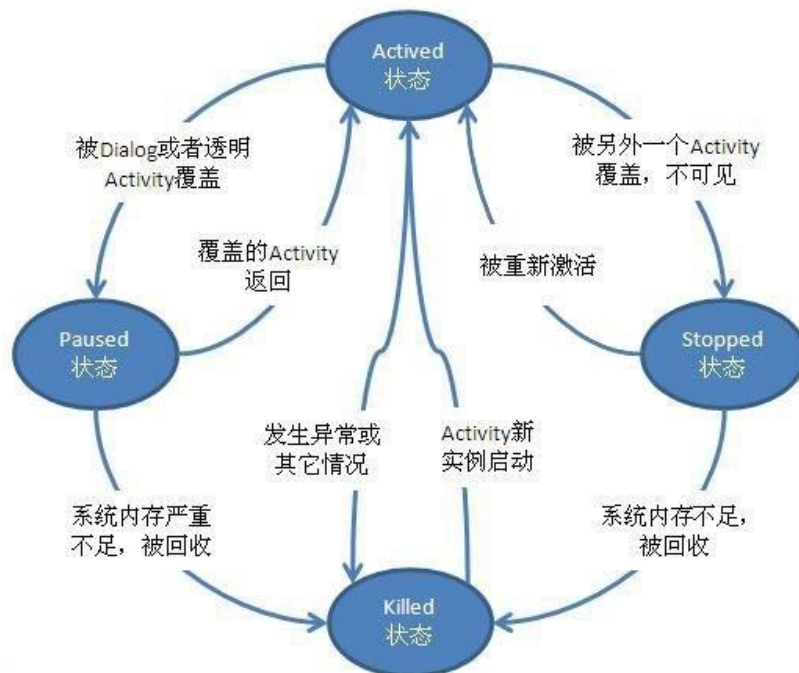 Actived
状态
被Dialog或者透明
Activity覆盖
被另外一个Activity
覆盖，不可见
覆盖的Activity
返回
被重新激活
Paused
状态
Stopped
状态
发生异常或
其它情况
Activity新
实例启动
系统内存严重
不足，被回收
系统内存不足，
被回收
Killed
状态